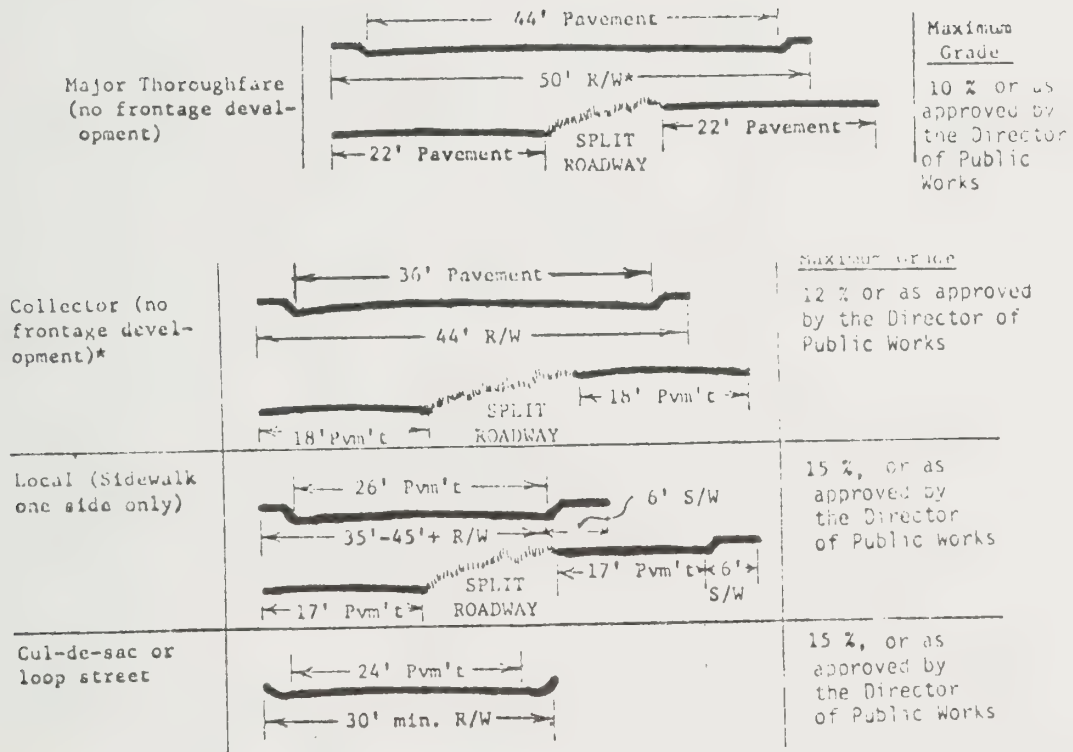 44' Pavement
Maximum
Grade
Major Thoroughfare
(no frontage devel-
opment)
50' R/W*
10 % or as
approved by
the Director
of Public
Works
22' Pavement
SPLIT
ROADWAY
22' Pavement
Maximum Grade
36' Pavement
Collector (no
frontage devel-
opment)*
12 % or as approved
by the Director of
Public Works
44' R/W
18'Pvm't
SPLIT
ROADWAY
18' Pvm't
Local (Sidewalk
one side only)
26' Pvm't
6' S/W
15 %, or as
approved by
the Director
of Public Works
35'-45'+ R/W
17' Pvm't
SPLIT
ROADWAY
17' Pvm't
6'
S/W
Cul-de-sac or
loop street
24' Pvm't
15 %, or as
approved by
the Director
of Public Works
30' min. R/W